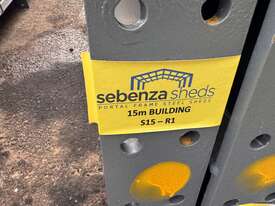 sebenza sheds
PORTAL FRAME STEEL SHEDS
15m BUILDING
S15 – R1